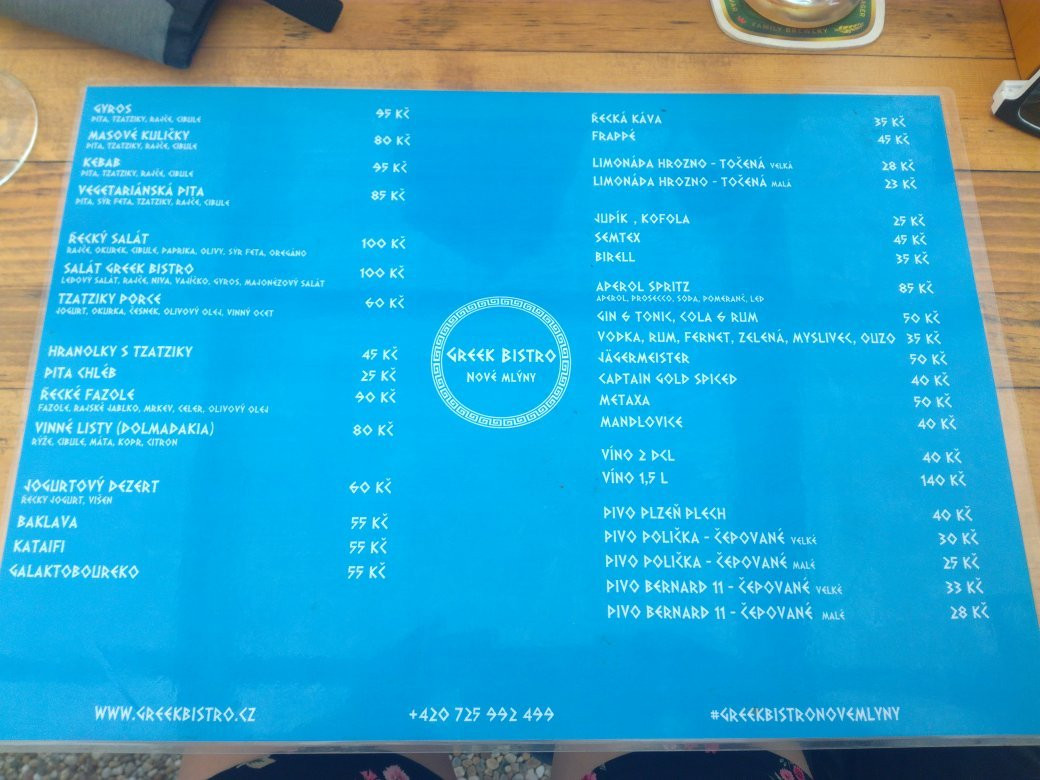 GYROS 95 KČ
PITA, TZATZIKY, RAJČE, CIBULE
MASOVÉ KULIČKY 80 KČ
PITA, TZATZIKY, RAJČE, CIBULE
KEBAB 95 KČ
PITA, TZATZIKY, RAJČE, CIBULE
VEGETARIÁNSKÁ PITA 85 KČ
PITA, SÝR FETA, TZATZIKY, RAJČE, CIBULE
ŘECKÝ SALÁT 100 KČ
RAJČE, OKUREK, CIBULE, PAPRIKA, OLIVY, SÝR FETA, OREGÁNO
SALÁT GREEK BISTRO 100 KČ
LEDOVÝ SALÁT, RAJČE, NIVA, VAJÍČKO, GYROS, MAJONÉZOVÝ SALÁT
TZATZIKY PORCE 60 KČ
JOGURT, OKURKA, ČESNEK, OLIVOVÝ OLEJ, VINNÝ OCET
HRANOLKY S TZATZIKY 45 KČ
PITA CHLÉB 25 KČ
ŘECKÉ FAZOLE 90 KČ
FAZOLE, RAJSKÉ JABLKO, MRKEV, CELER, OLIVOVÝ OLEJ
VINNÉ LISTY (DOLMADAKIA) 80 KČ
RÝŽE, CIBULE, MÁTA, KOPR, CITRON
JOGURTOVÝ DEZERT 60 KČ
ŘECKÝ JOGURT, VIŠEŇ
BAKLAVA 55 KČ
KATAIFI 55 KČ
GALAKTOBOUREKO 55 KČ
GREEK BISTRO
NOVÉ MLÝNY
ŘECKÁ KÁVA 35 KČ
FRAPPÉ 45 KČ
LIMONÁDA HROZNO - TOČENÁ VELKÁ 28 KČ
LIMONÁDA HROZNO - TOČENÁ MALÁ 23 KČ
JUPÍK , KOFOLA 25 KČ
SEMTEX 45 KČ
BIRELL 35 KČ
APEROL SPRITZ 85 KČ
APEROL, PROSECCO, SODA, POMERANČ, LED
GIN & TONIC, COLA & RUM 50 KČ
VODKA, RUM, FERNET, ZELENÁ, MYSLIVEC, OUZO 35 KČ
JÄGERMEISTER 50 KČ
CAPTAIN GOLD SPICED 40 KČ
METAXA 50 KČ
MANDLOVICE 40 KČ
VÍNO 2 DCL 40 KČ
VÍNO 1,5 L 140 KČ
PIVO PLZEŇ PLECH 40 KČ
PIVO POLIČKA - ČEPOVANÉ VELKÉ 30 KČ
PIVO POLIČKA - ČEPOVANÉ MALÉ 25 KČ
PIVO BERNARD 11 - ČEPOVANÉ VELKÉ 33 KČ
PIVO BERNARD 11 - ČEPOVANÉ MALÉ 28 KČ
WWW.GREEKBISTRO.CZ +420 725 992 499 #GREEKBISTRONOVEMLYNY
FAMILY BREWERY